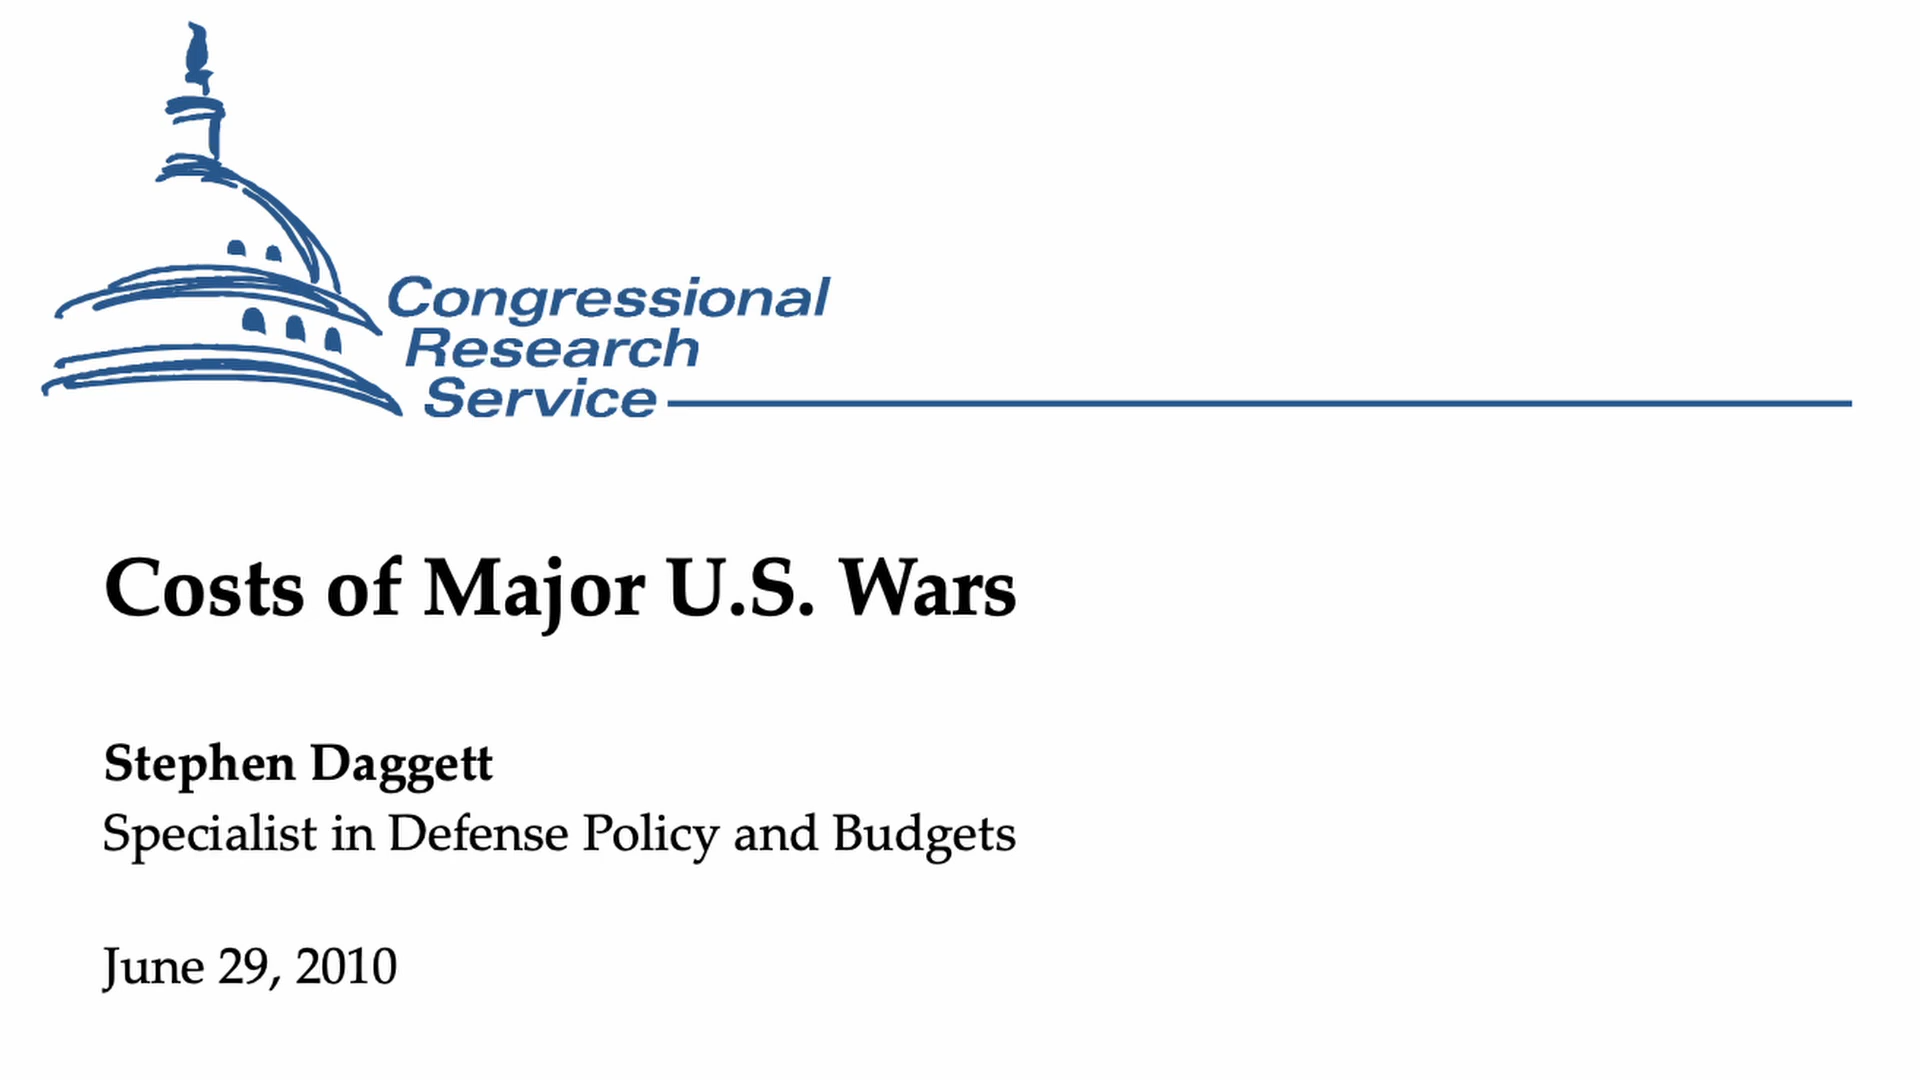 Congressional
Research
Service
Costs of Major U.S. Wars
Stephen Daggett
Specialist in Defense Policy and Budgets
June 29, 2010